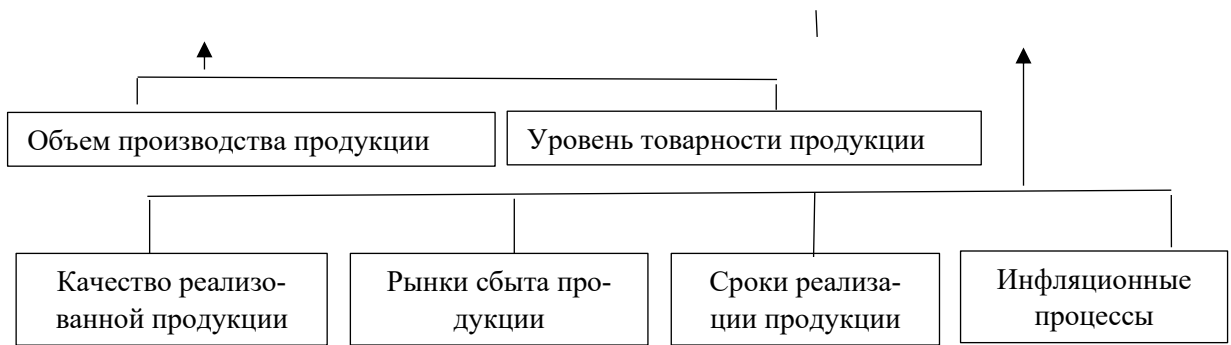 Объем производства продукции
Уровень товарности продукции
Качество реализо-
ванной продукции
Рынки сбыта про-
дукции
Сроки реализа-
ции продукции
Инфляционные
процессы